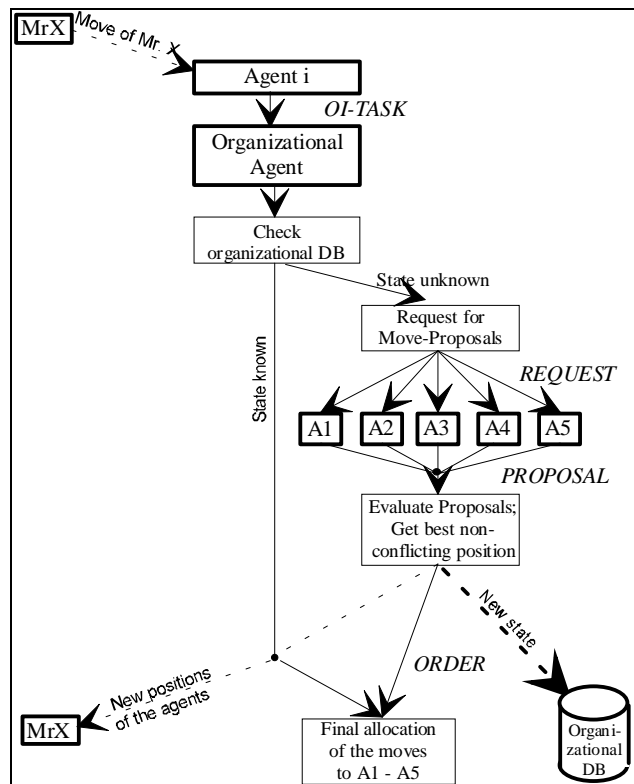 MrX
Move of Mr. X
Agent i
OI-TASK
Organizational
Agent
Check
organizational DB
State unknown
Request for
Move-Proposals
State known
REQUEST
A1
A2
A3
A4
A5
PROPOSAL
Evaluate Proposals;
Get best non-
conflicting position
New state
ORDER
New positions
of the agents
MrX
Final allocation
of the moves
to A1 - A5
Organi-
zational
DB